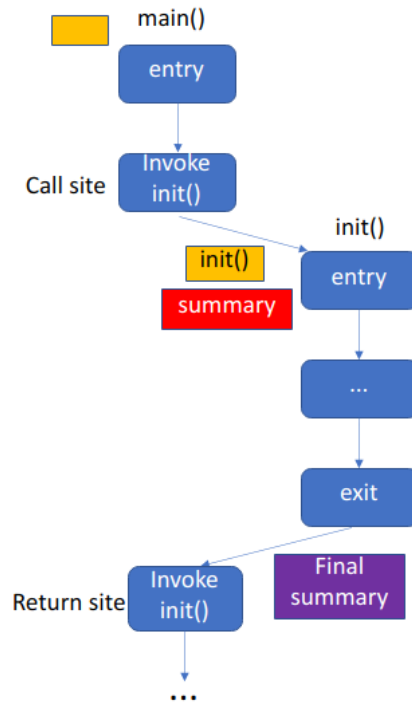 main()
entry
Call site
Invoke
init()
init()
init()
entry
summary
...
exit
Return site
Invoke
init()
Final
summary
...